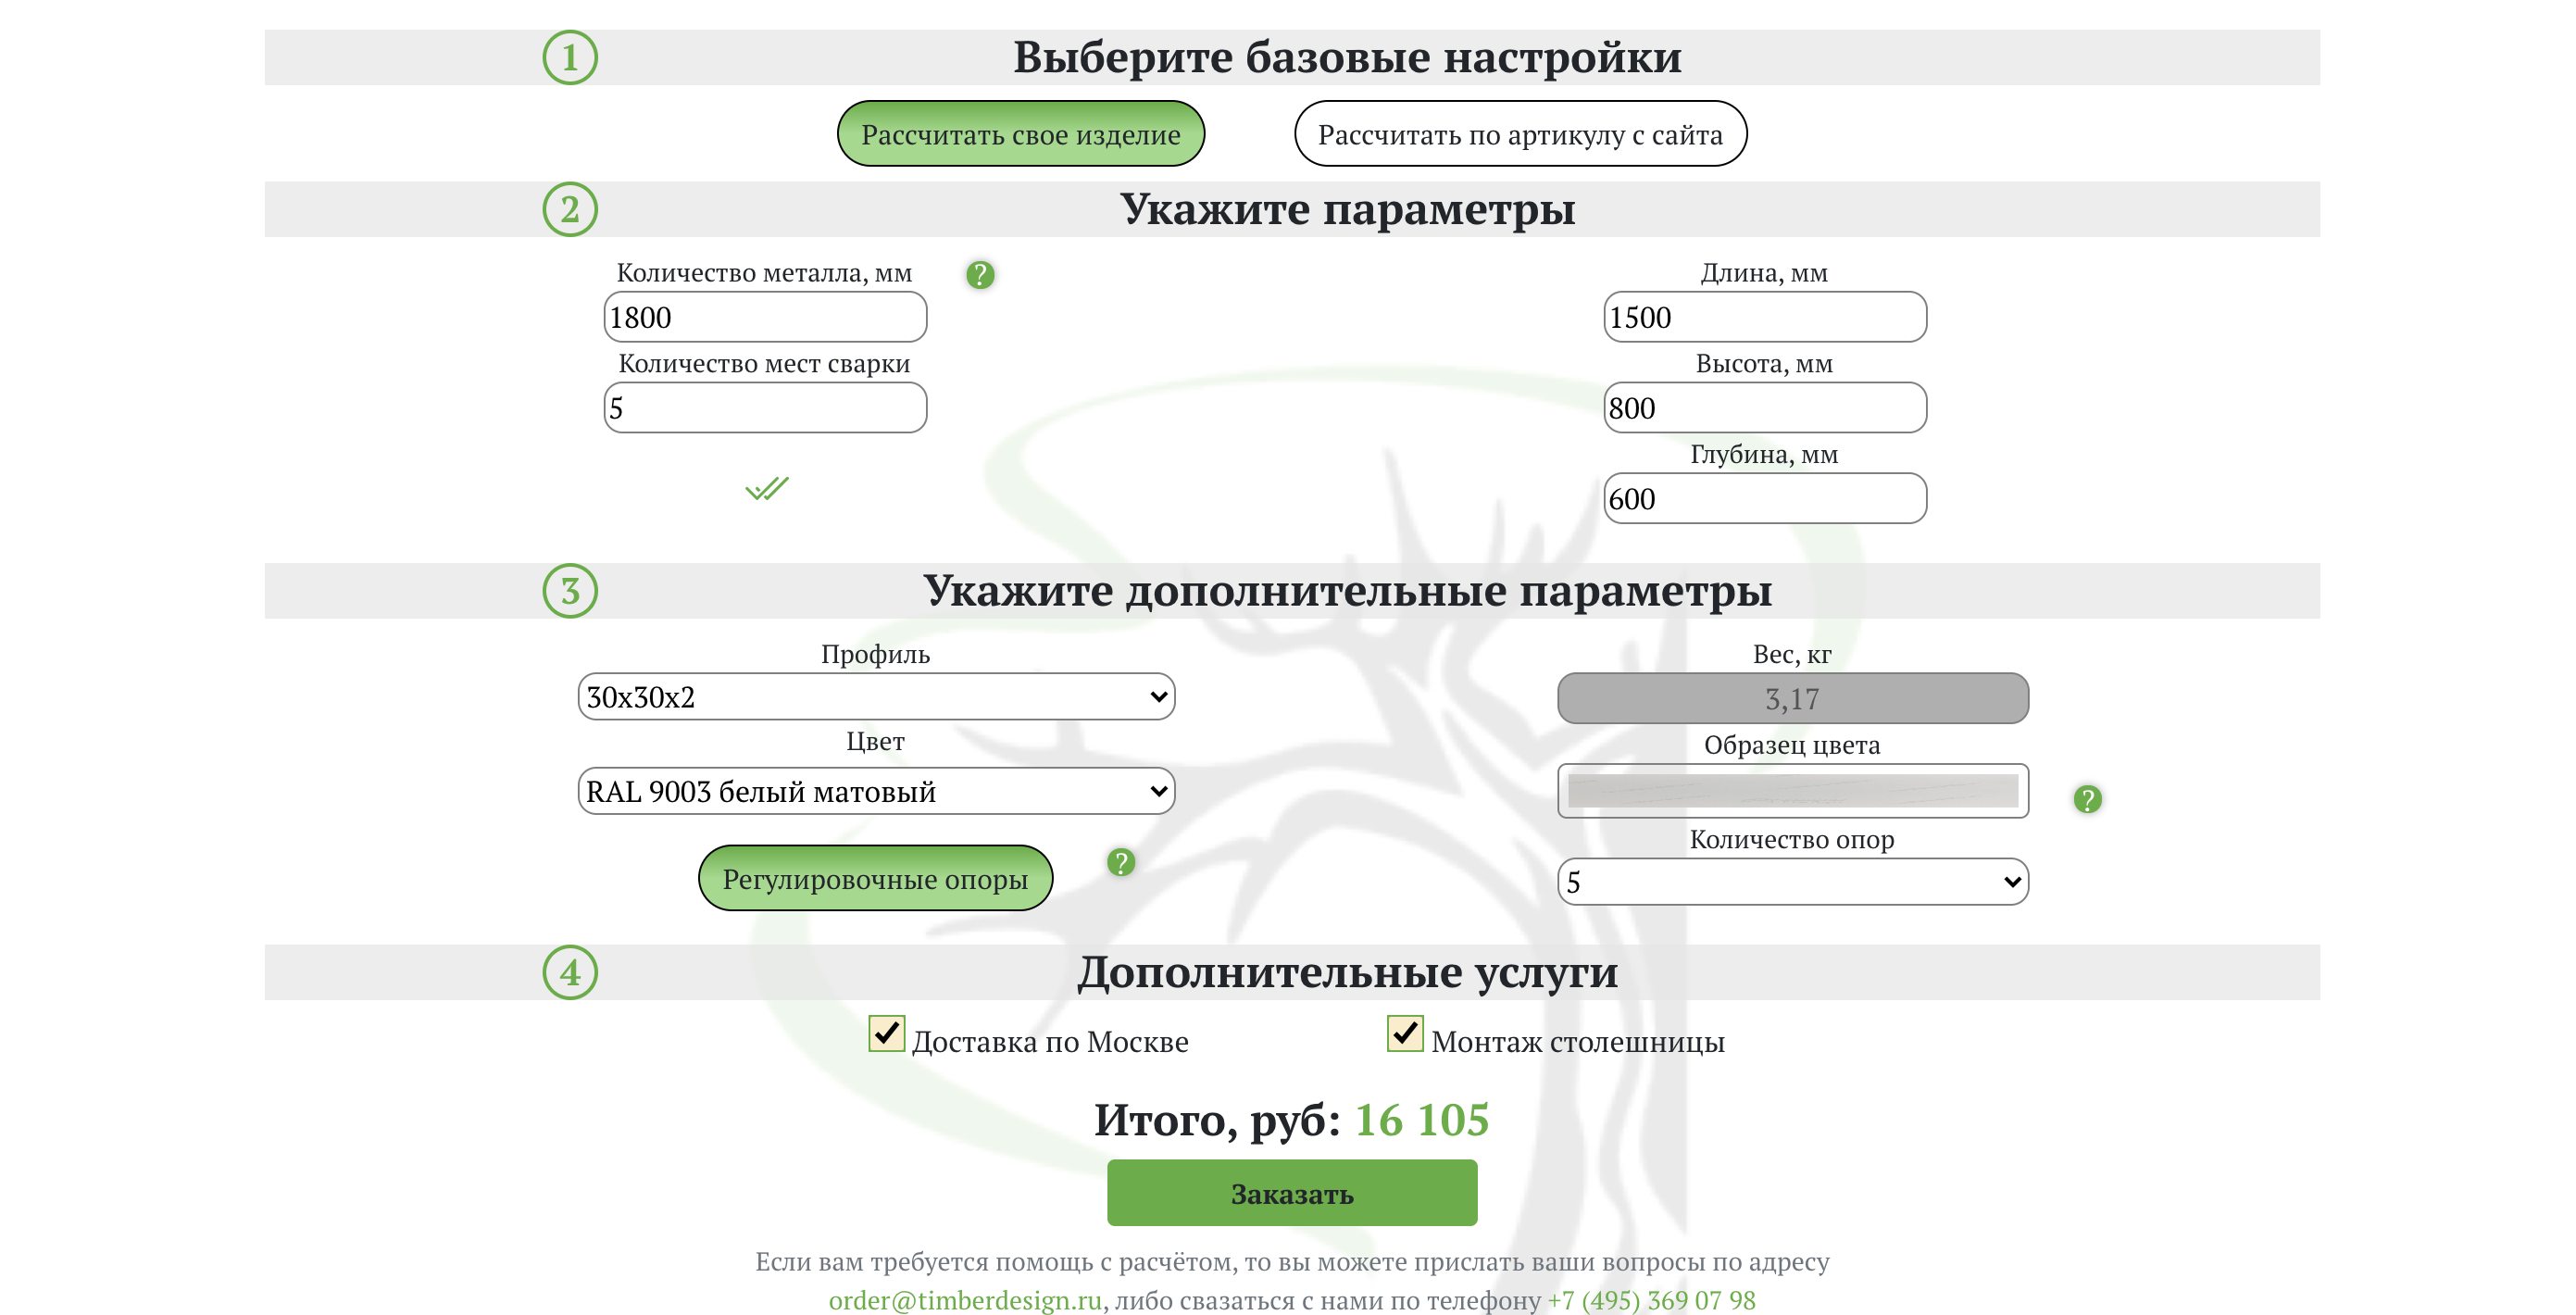 1 Выберите базовые настройки
Рассчитать свое изделие Рассчитать по артикулу с сайта
2 Укажите параметры
Количество металла, мм ?
1800
Количество мест сварки
5
Длина, мм
1500
Высота, мм
800
Глубина, мм
600
3 Укажите дополнительные параметры
Профиль
30х30х2
Цвет
RAL 9003 белый матовый
Регулировочные опоры ?
Вес, кг
3,17
Образец цвета
?
Количество опор
5
4 Дополнительные услуги
Доставка по Москве Монтаж столешницы
Итого, руб: 16 105
Заказать
Если вам требуется помощь с расчётом, то вы можете прислать ваши вопросы по адресу
order@timberdesign.ru, либо свазаться с нами по телефону +7 (495) 369 07 98